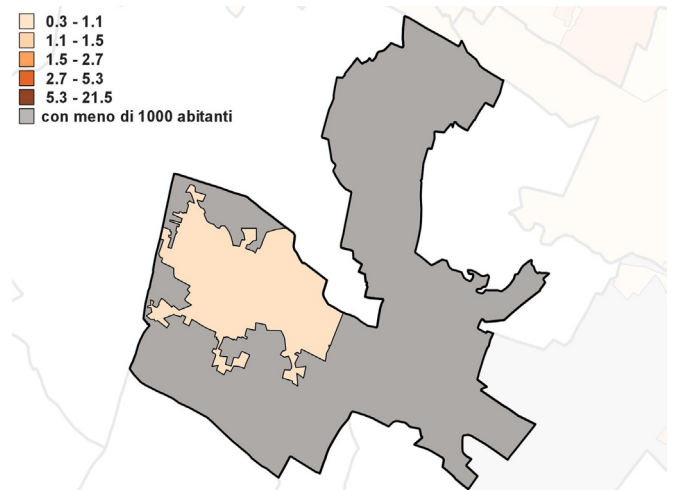 0.3 - 1.1
1.1 - 1.5
1.5 - 2.7
2.7 - 5.3
5.3 - 21.5
con meno di 1000 abitanti